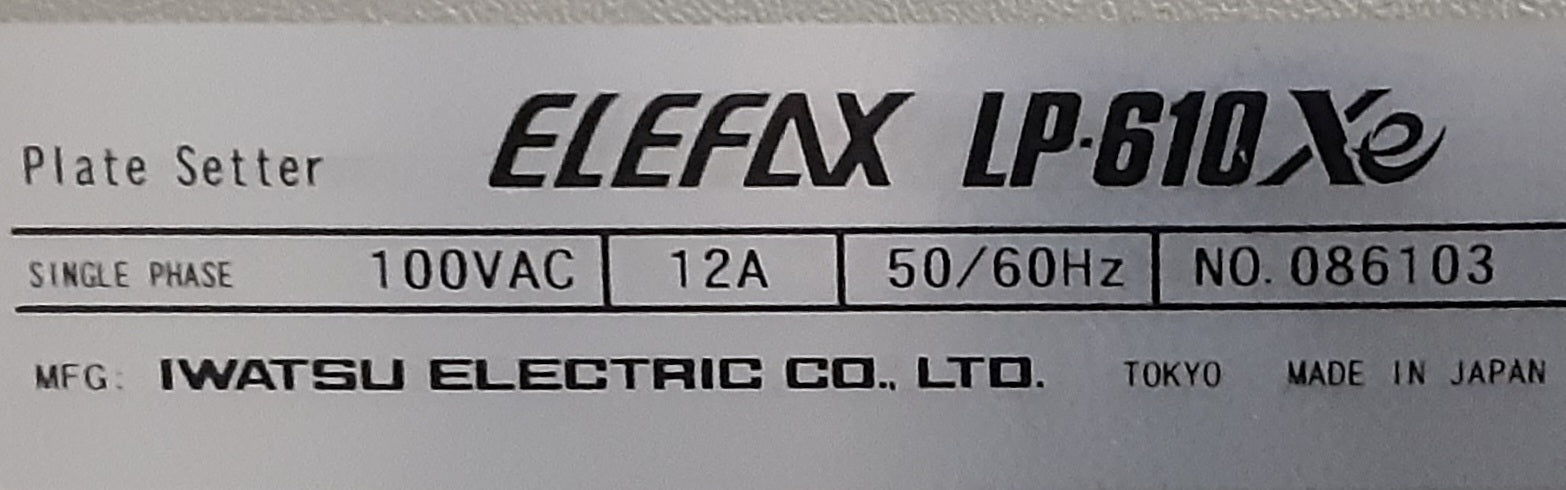 Plate Setter ELEFAX LP-610Xe
SINGLE PHASE 100VAC 12A 50/60Hz NO. 086103
MFG: IWATSU ELECTRIC CO., LTD. TOKYO MADE IN JAPAN